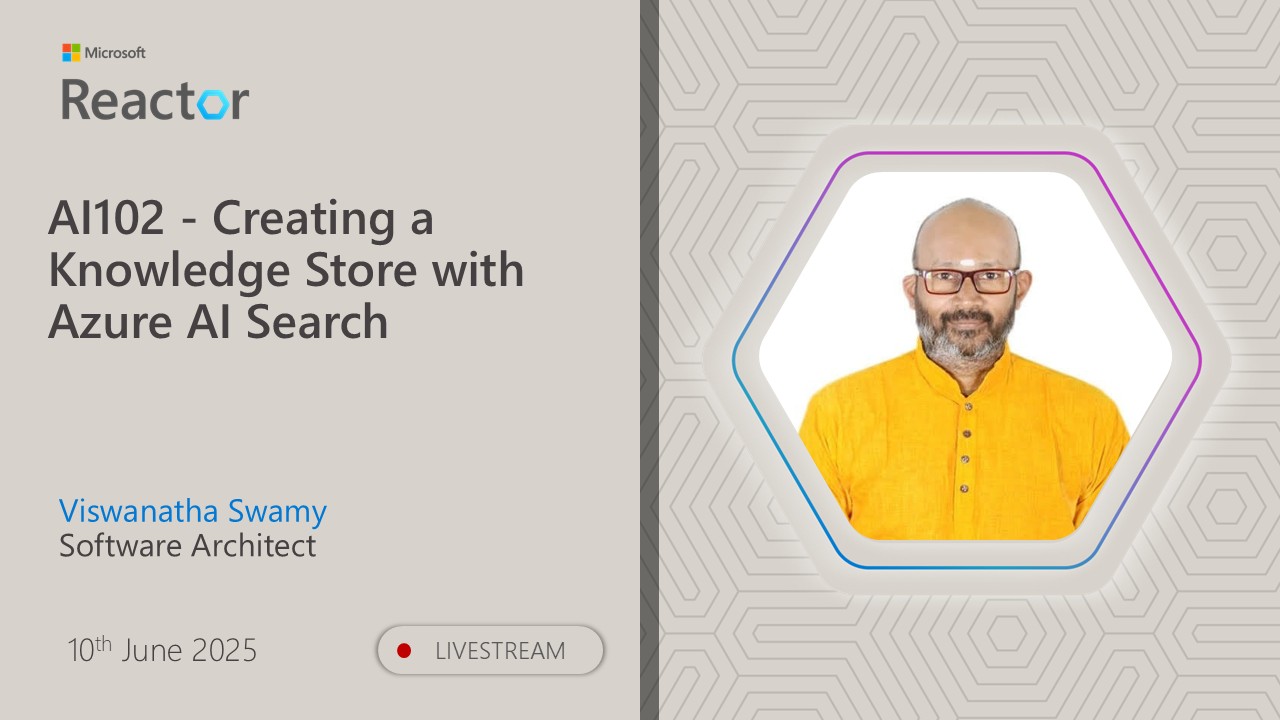 Microsoft
Reactor
AI102 - Creating a
Knowledge Store with
Azure AI Search
Viswanatha Swamy
Software Architect
10th June 2025
LIVESTREAM